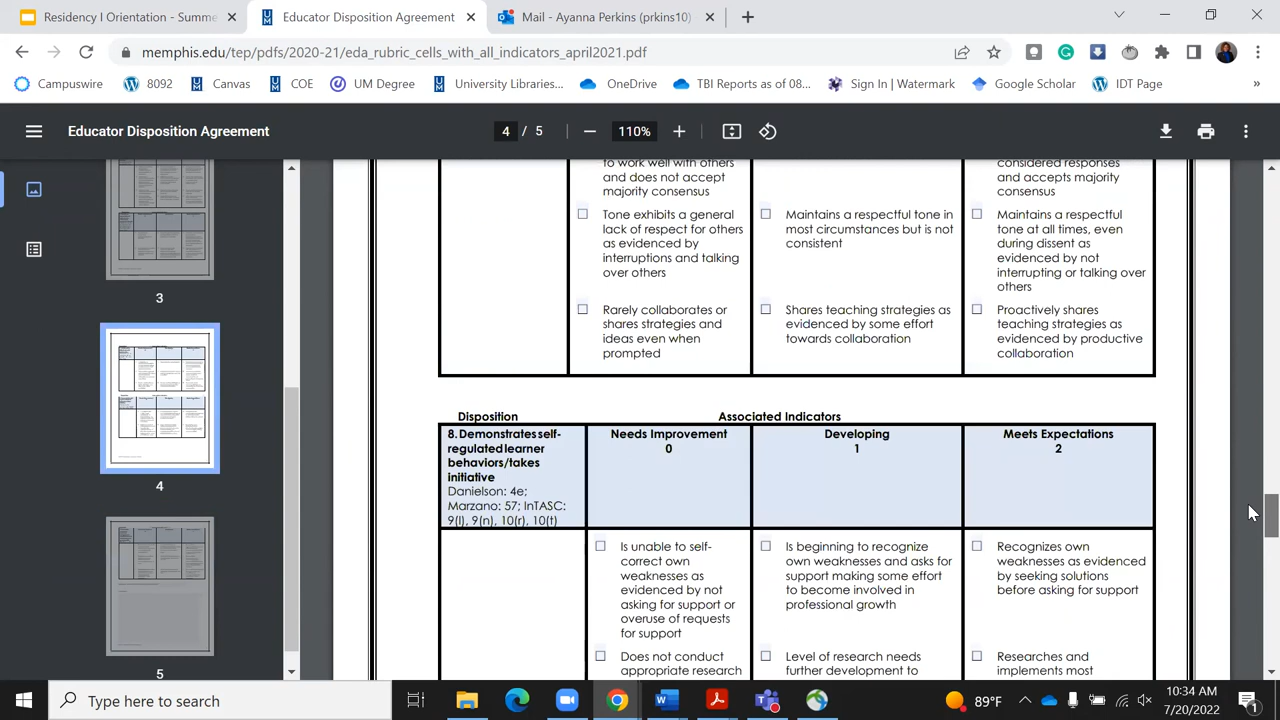 Residency I Orientation - Summe
Educator Disposition Agreement
Mail - Ayanna Perkins (prkins10)
memphis.edu/tep/pdfs/2020-21/eda_rubric_cells_with_all_indicators_april2021.pdf
Campuswire
8092
Canvas
COE
UM Degree
University Libraries...
OneDrive
TBI Reports as of 08...
Sign In | Watermark
Google Scholar
IDT Page
»
Educator Disposition Agreement
4 / 5
110%
3
4
5
to work well with others
and does not accept
majority consensus
considered responses
and accepts majority
consensus
Tone exhibits a general
lack of respect for others
as evidenced by
interruptions and talking
over others
Maintains a respectful tone in
most circumstances but is not
consistent
Maintains a respectful
tone at all times, even
during dissent as
evidenced by not
interrupting or talking over
others
Rarely collaborates or
shares strategies and
ideas even when
prompted
Shares teaching strategies as
evidenced by some effort
towards collaboration
Proactively shares
teaching strategies as
evidenced by productive
collaboration
Disposition
Associated Indicators
8. Demonstrates self-
regulated learner
behaviors/takes
initiative
Danielson: 4e;
Marzano: 57; InTASC:
9(l), 9(n), 10(r), 10(t)
Needs Improvement
0
Developing
1
Meets Expectations
2
Is unable to self-
correct own
weaknesses as
evidenced by not
asking for support or
overuse of requests
for support
Is beginning to recognize
own weaknesses and asks for
support making some effort
to become involved in
professional growth
Recognizes own
weaknesses as evidenced
by seeking solutions
before asking for support
Does not conduct
appropriate research
Level of research needs
further development to
Researches and
implements most
Type here to search
89°F
10:34 AM
7/20/2022
1